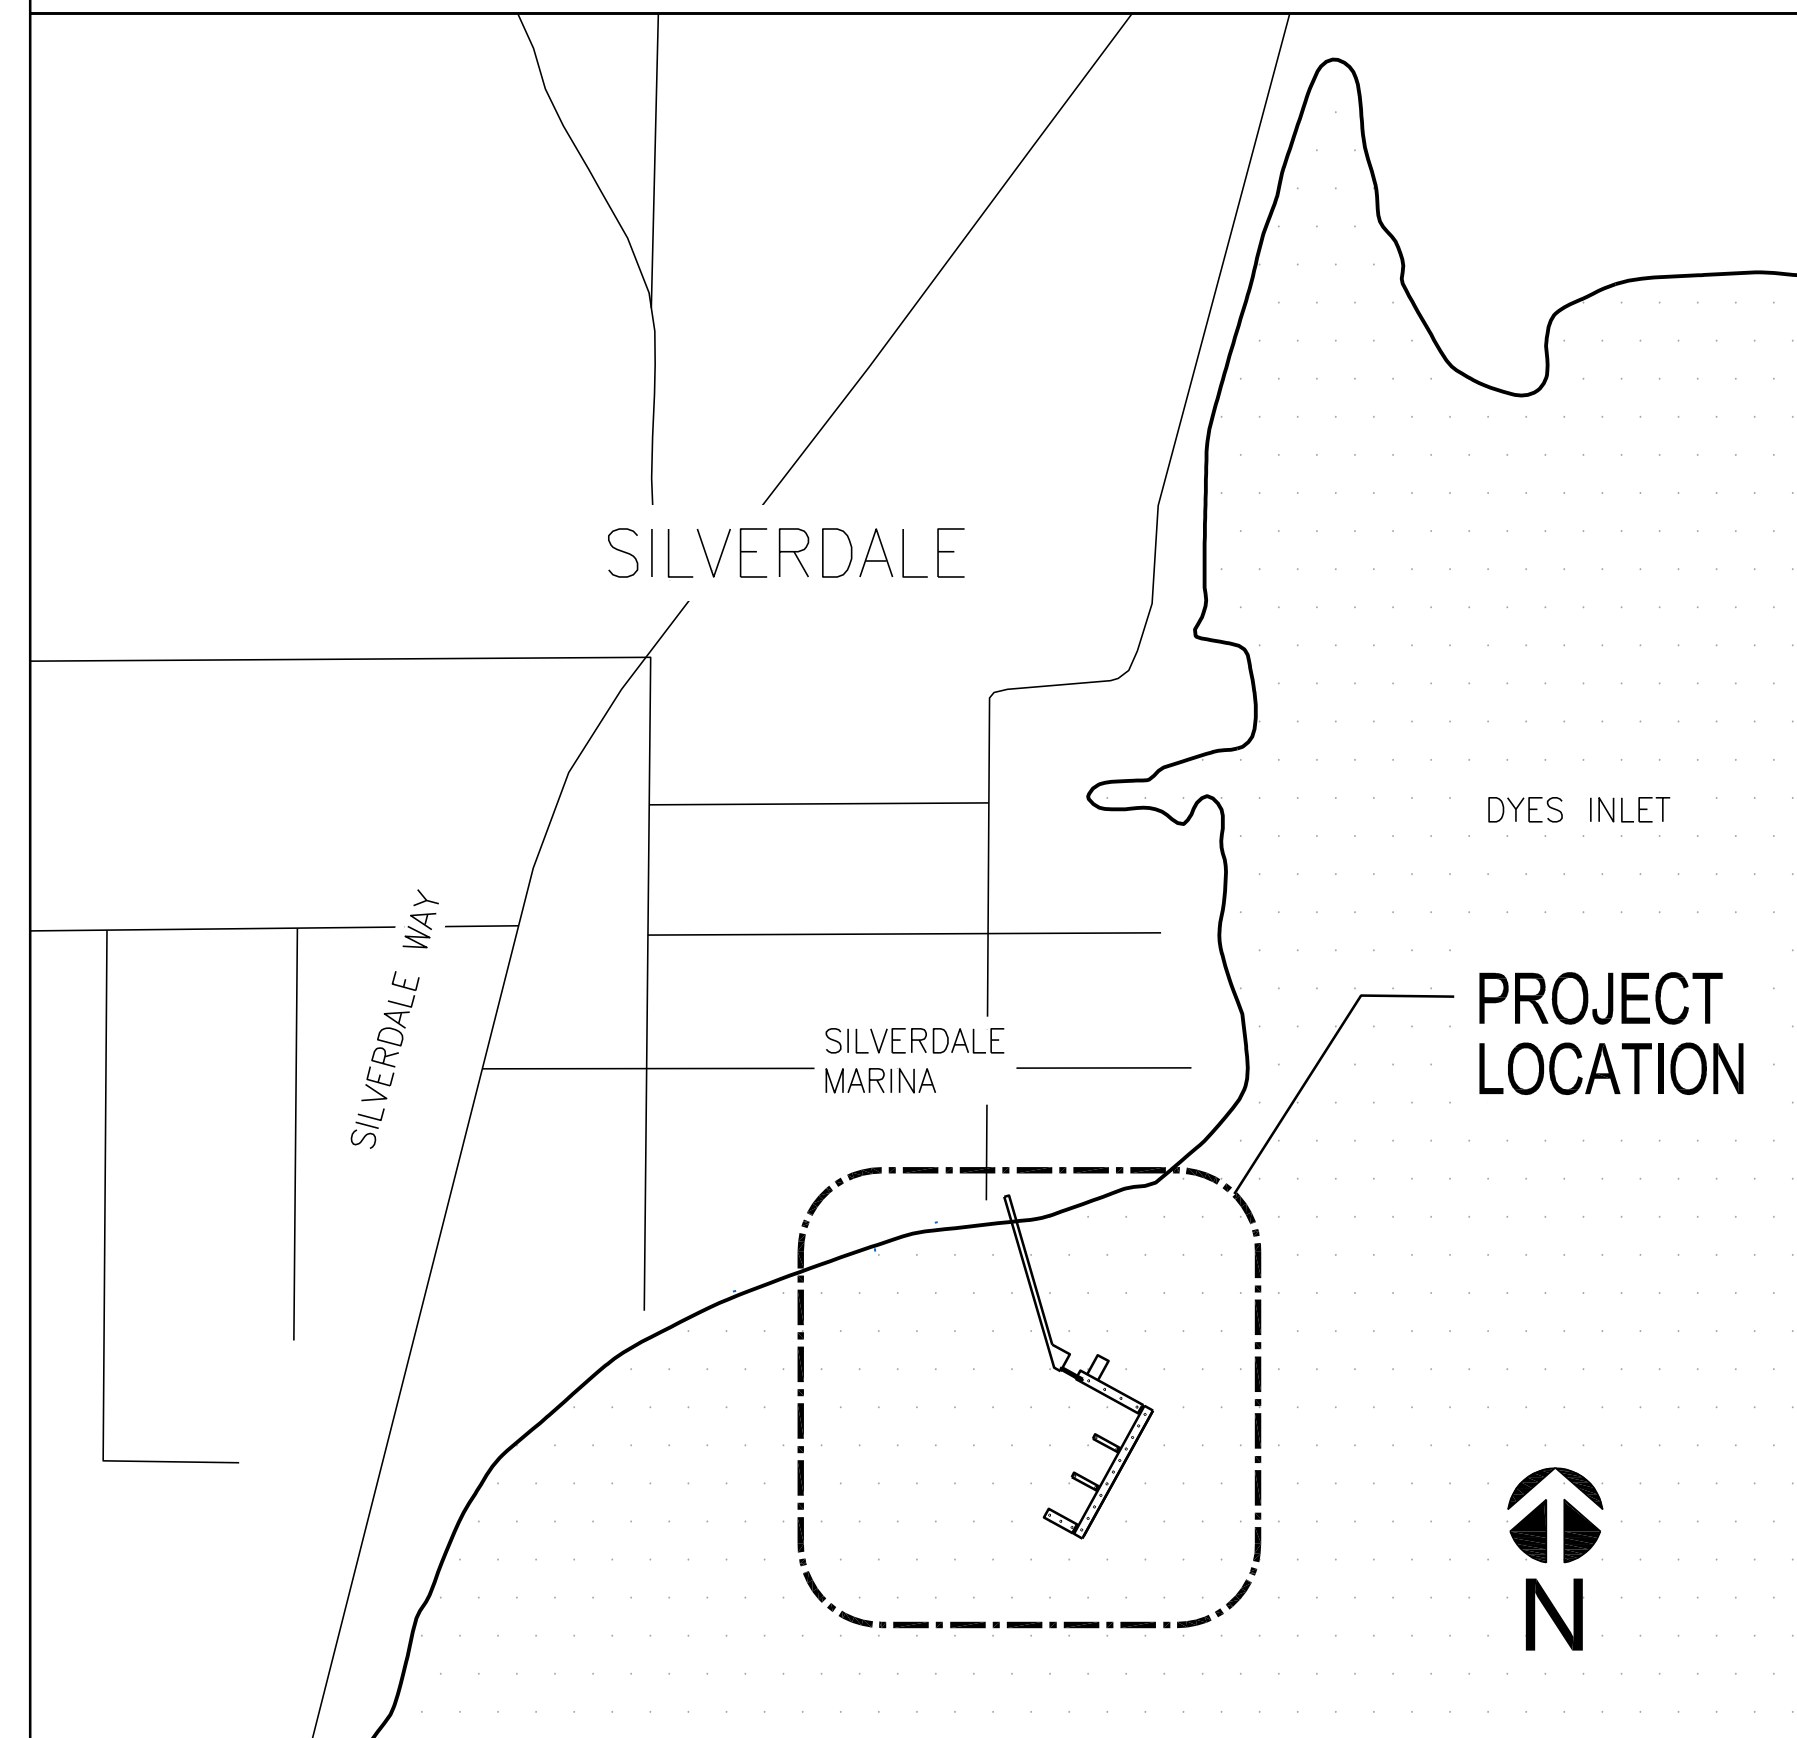 SILVERDALE
DYES INLET
SILVERDALE WAY
PROJECT
LOCATION
SILVERDALE
MARINA
N